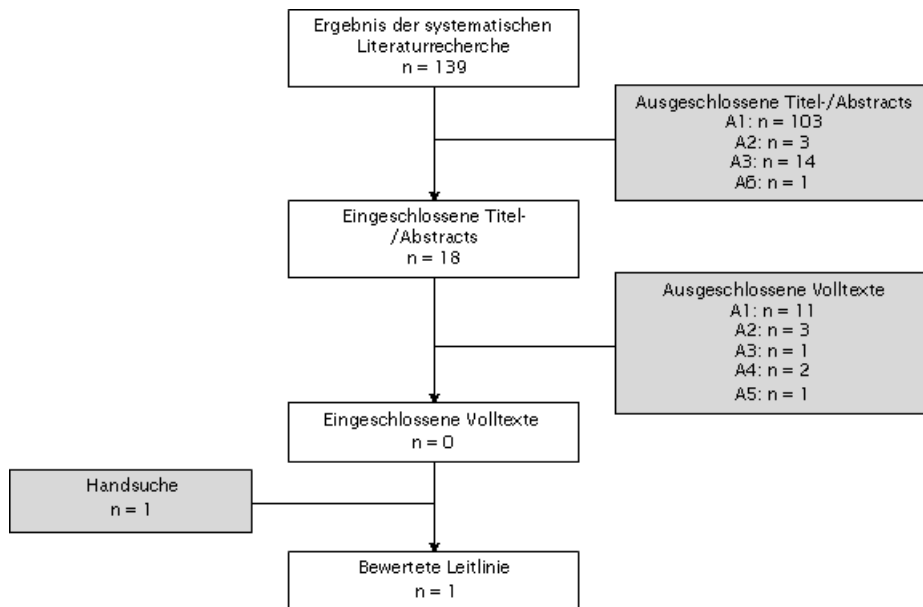 Ergebnis der systematischen
Literaturrecherche
n = 139
Ausgeschlossene Titel-/Abstracts
A1: n = 103
A2: n = 3
A3: n = 14
A6: n = 1
Eingeschlossene Titel-
/Abstracts
n = 18
Ausgeschlossene Volltexte
A1: n = 11
A2: n = 3
A3: n = 1
A4: n = 2
A5: n = 1
Eingeschlossene Volltexte
n = 0
Handsuche
n = 1
Bewertete Leitlinie
n = 1